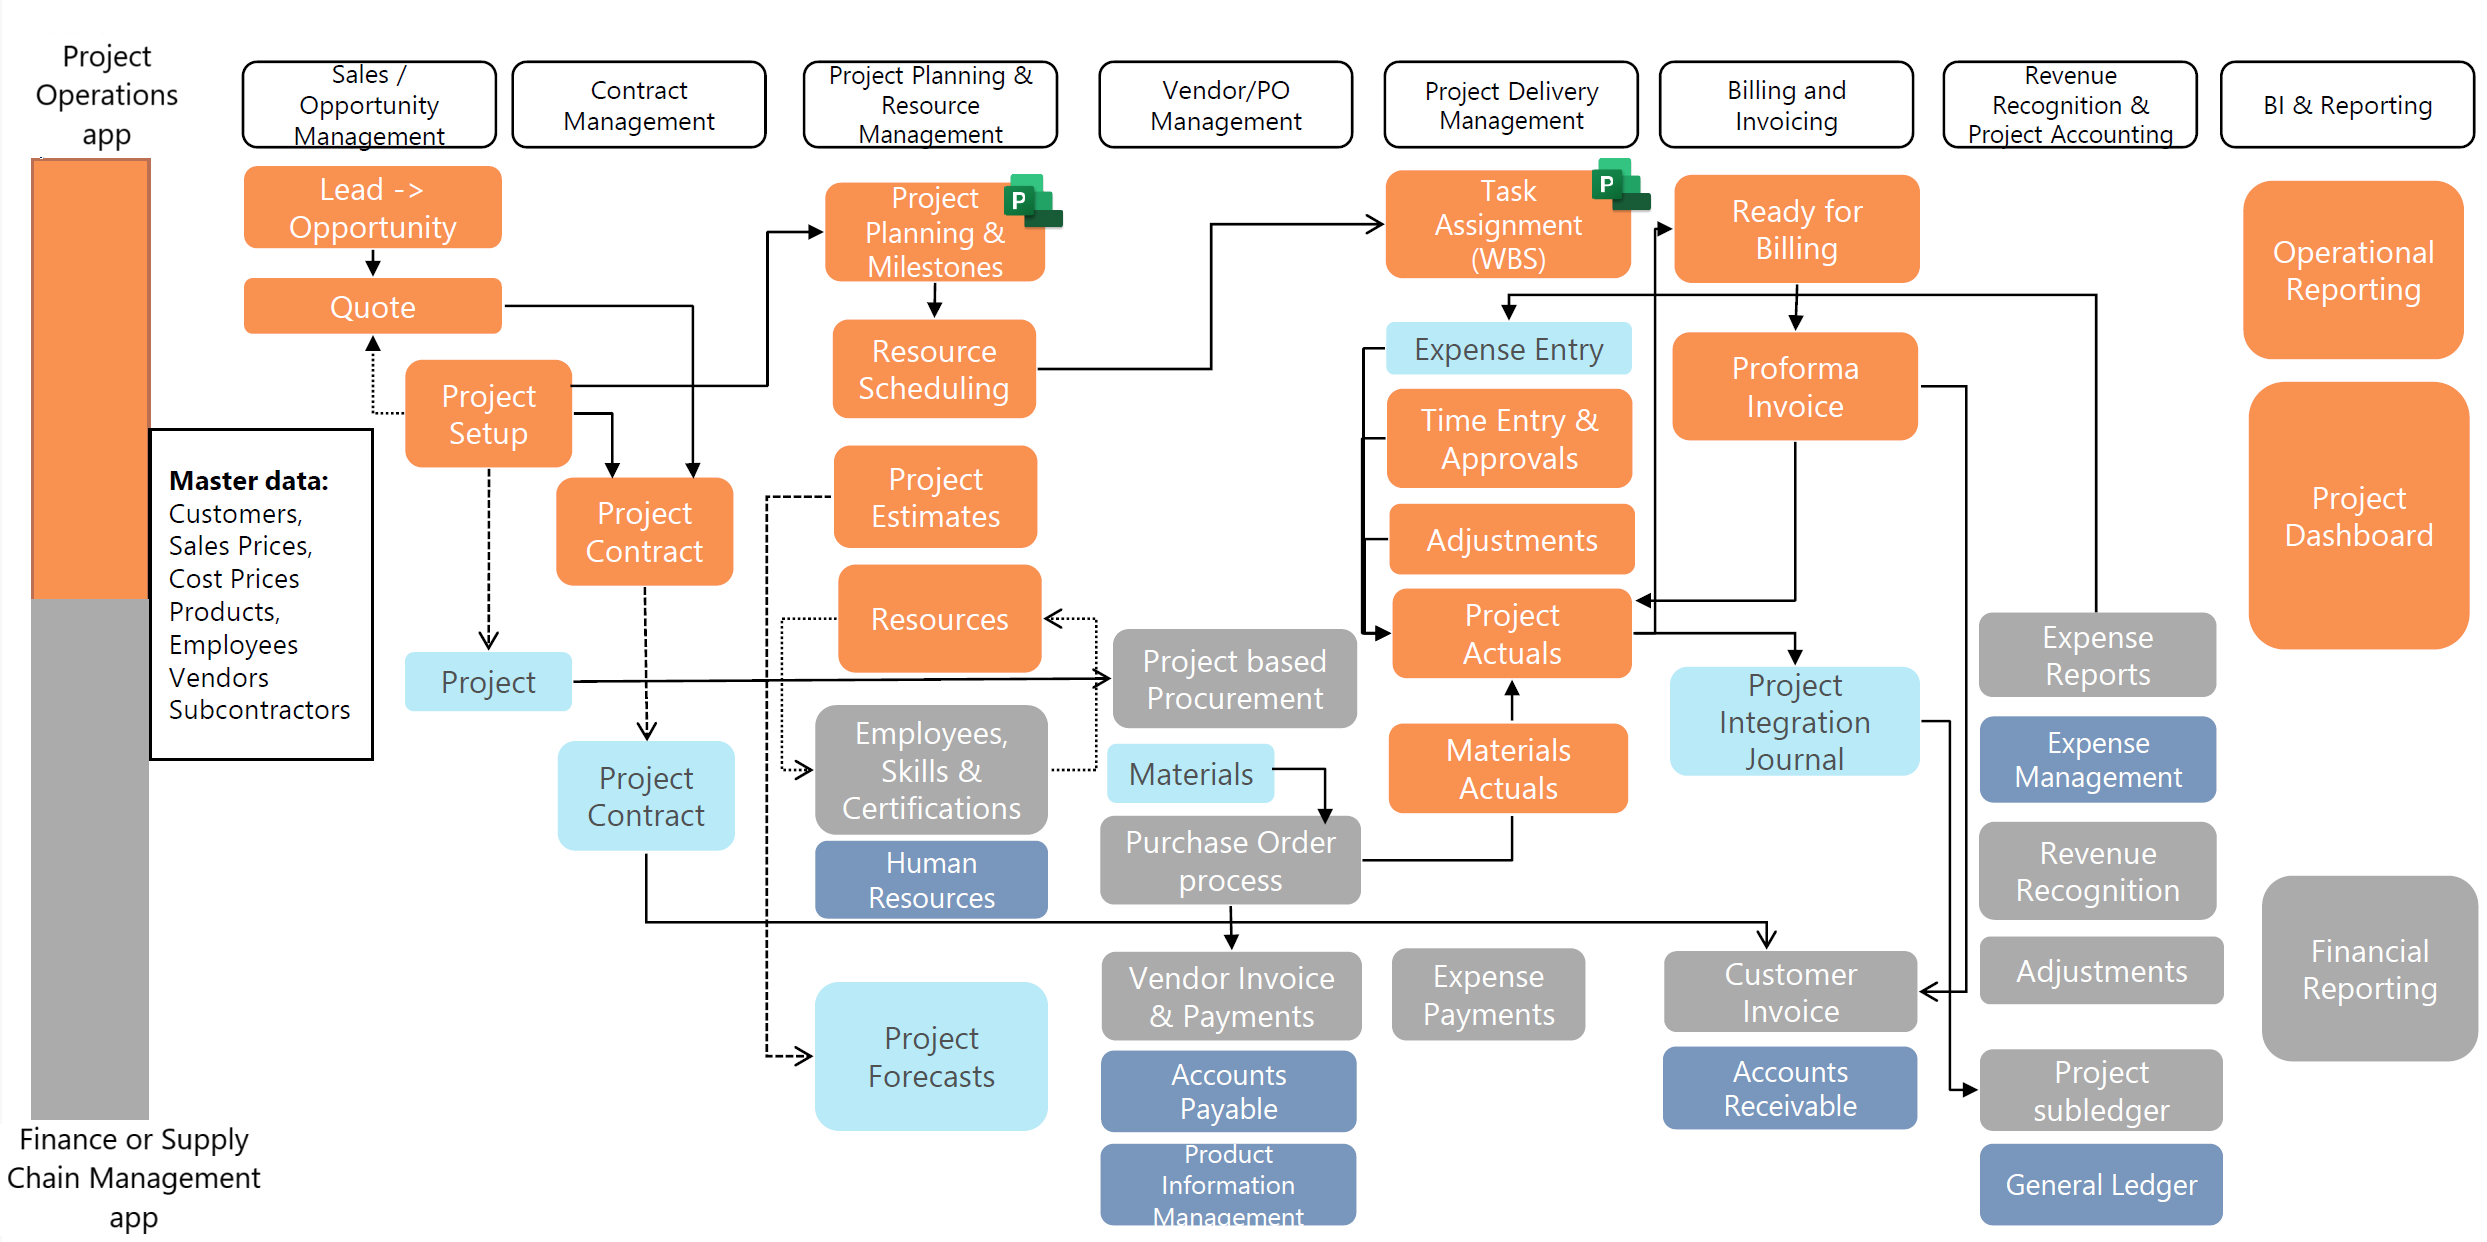 Project
Operations
app
Sales /
Opportunity
Management
Contract
Management
Project Planning &
Resource
Management
Vendor/PO
Management
Project Delivery
Management
Billing and
Invoicing
Revenue
Recognition &
Project Accounting
BI & Reporting
Lead ->
Opportunity
Quote
Project
Setup
Project
Master data:
Customers,
Sales Prices,
Cost Prices
Products,
Employees
Vendors
Subcontractors
Project
Contract
Project
Contract
Project
Planning &
Milestones
P
Resource
Scheduling
Project
Estimates
Resources
Employees,
Skills &
Certifications
Human
Resources
Project
Forecasts
Project based
Procurement
Materials
Purchase Order
process
Vendor Invoice
& Payments
Accounts
Payable
Product
Information
Management
Task
Assignment
(WBS)
P
Expense Entry
Time Entry &
Approvals
Adjustments
Project
Actuals
Materials
Actuals
Expense
Payments
Ready for
Billing
Proforma
Invoice
Project
Integration
Journal
Customer
Invoice
Accounts
Receivable
Expense
Reports
Expense
Management
Revenue
Recognition
Adjustments
Project
subledger
General Ledger
Operational
Reporting
Project
Dashboard
Financial
Reporting
Finance or Supply
Chain Management
app